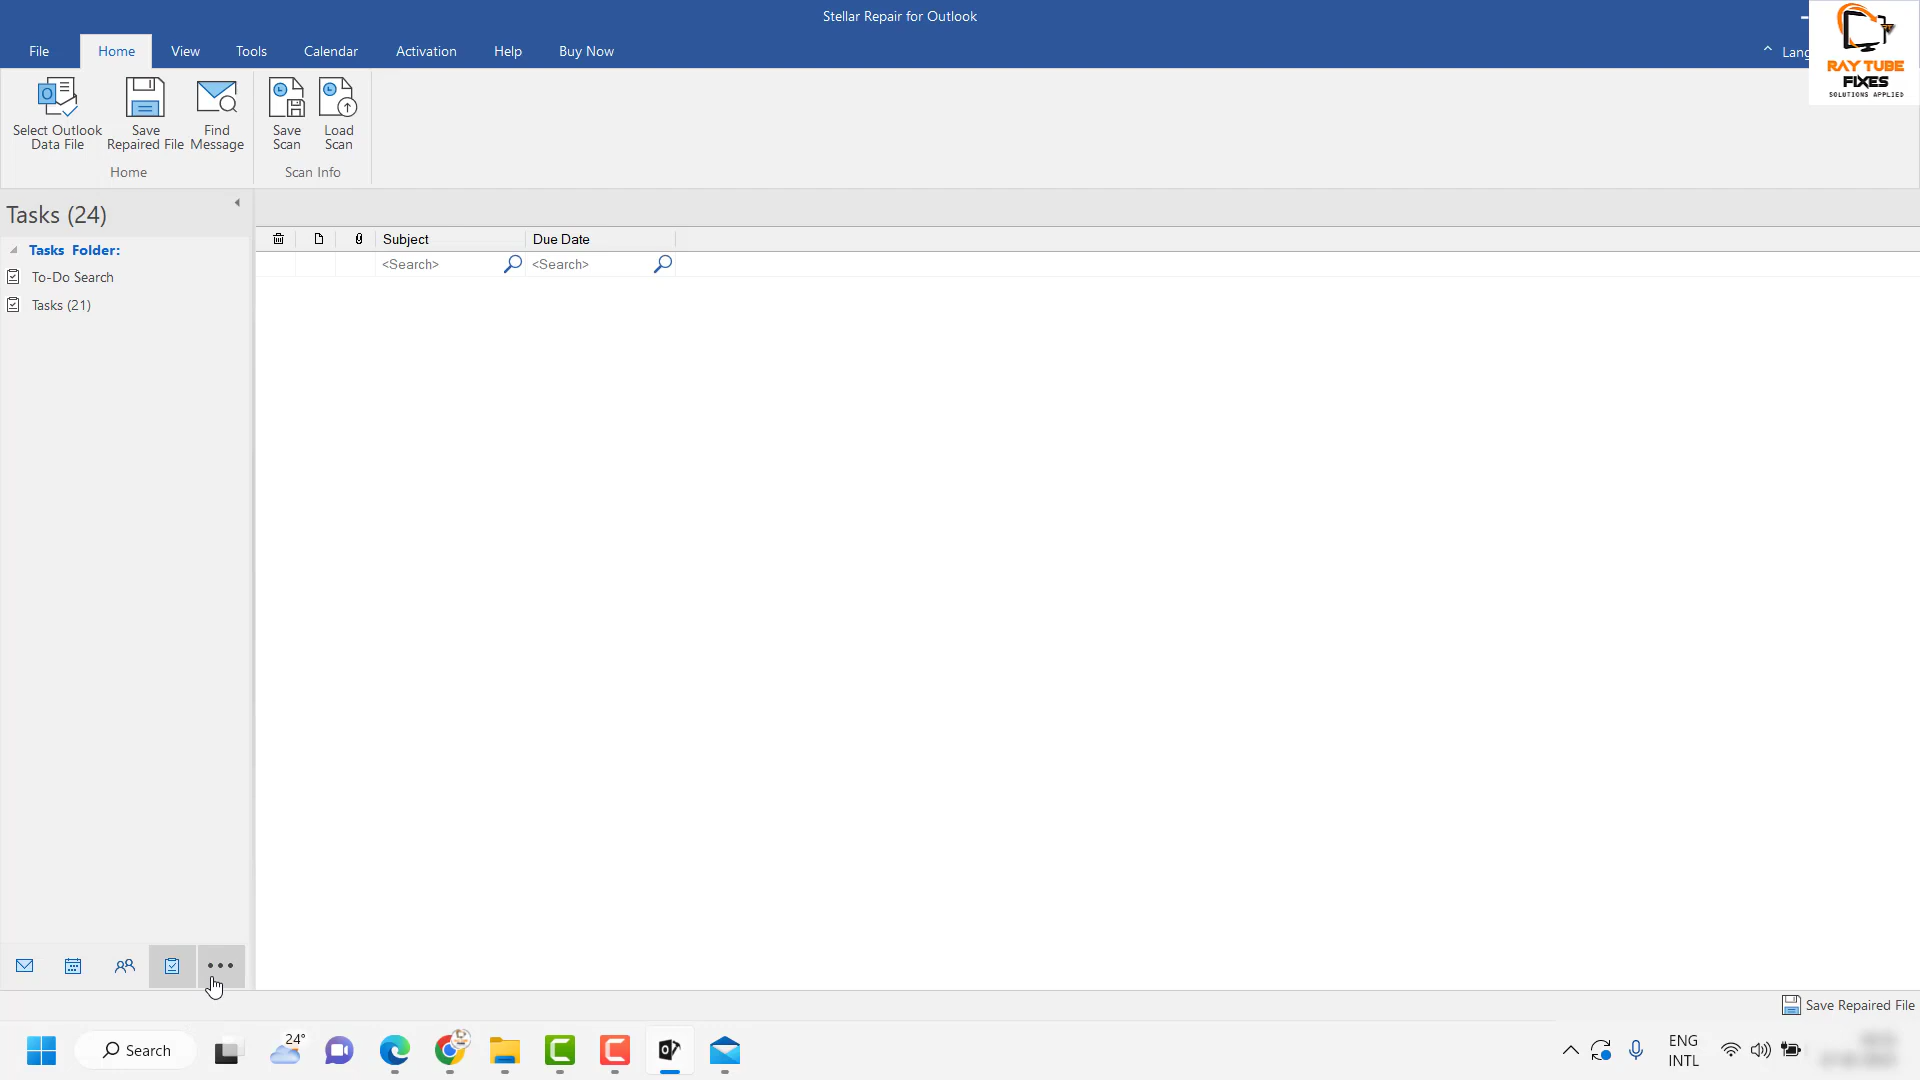 Stellar Repair for Outlook
File Home View Tools Calendar Activation Help Buy Now
Lang
RAY TUBE
FIXES
SOLUTIONS APPLIED
Select Outlook
Data File
Save
Repaired File
Find
Message
Save
Scan
Load
Scan
Home
Scan Info
Tasks (24)
Tasks Folder:
To-Do Search
Tasks (21)
Subject Due Date
<Search> <Search>
Save Repaired File
Search
24°
ENG
INTL